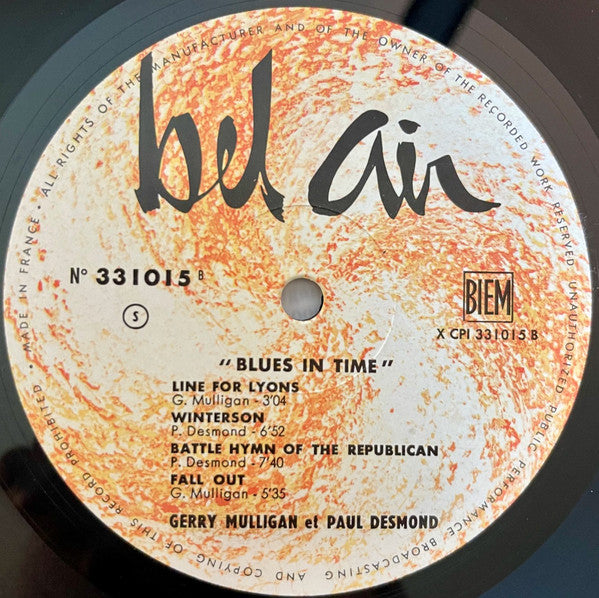 ALL RIGHTS OF THE MANUFACTURER AND OF THE OWNER OF THE RECORDED WORK RESERVED UNAUTHORIZED PUBLIC PERFORMANCE BROADCASTING AND COPYING OF THIS RECORD PROHIBITED • MADE IN FRANCE •
bel air
N° 331015 B
BIEM
S
X CPI 331015 B
"BLUES IN TIME"
LINE FOR LYONS
G. Mulligan - 3'04
WINTERSON
P. Desmond - 6'52
BATTLE HYMN OF THE REPUBLICAN
P. Desmond - 7'40
FALL OUT
G. Mulligan - 5'35
GERRY MULLIGAN et PAUL DESMOND